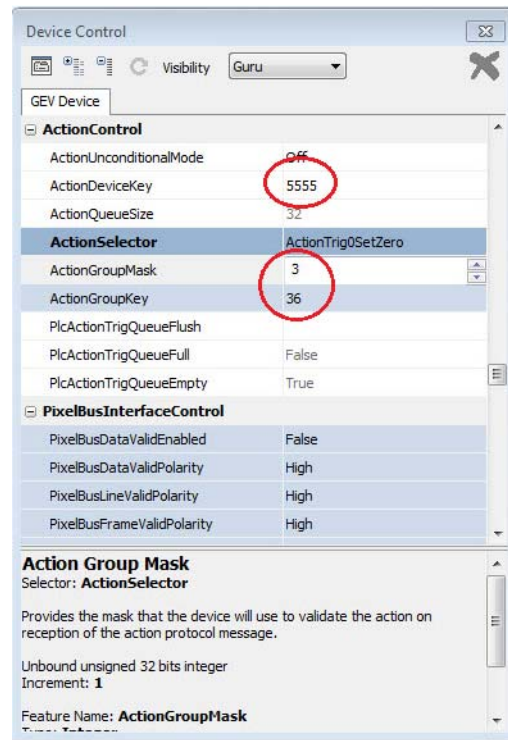 Device Control
Visibility Guru
GEV Device
ActionControl
ActionUnconditionalMode Off
ActionDeviceKey 5555
ActionQueueSize 32
ActionSelector ActionTrig0SetZero
ActionGroupMask 3
ActionGroupKey 36
PlcActionTrigQueueFlush
PlcActionTrigQueueFull False
PlcActionTrigQueueEmpty True
PixelBusInterfaceControl
PixelBusDataValidEnabled False
PixelBusDataValidPolarity High
PixelBusLineValidPolarity High
PixelBusFrameValidPolarity High
Action Group Mask
Selector: ActionSelector
Provides the mask that the device will use to validate the action on
reception of the action protocol message.
Unbound unsigned 32 bits integer
Increment: 1
Feature Name: ActionGroupMask